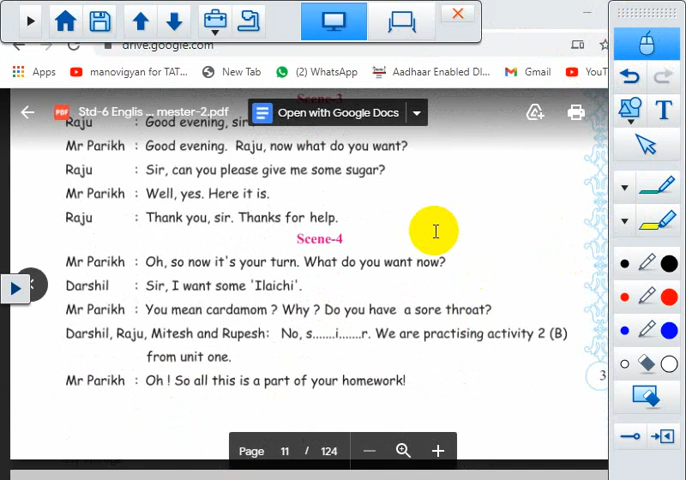 drive.google.com
Apps manovigyan for TAT... New Tab (2) WhatsApp Aadhaar Enabled DI... Gmail YouT
Scene-3
Std-6 Englis ... mester-2.pdf Open with Google Docs
Raju : Good evening, sir.
Mr Parikh : Good evening. Raju, now what do you want?
Raju : Sir, can you please give me some sugar?
Mr Parikh : Well, yes. Here it is.
Raju : Thank you, sir. Thanks for help.
Scene-4
Mr Parikh : Oh, so now it's your turn. What do you want now?
Darshil : Sir, I want some 'Ilaichi'.
Mr Parikh : You mean cardamom ? Why ? Do you have a sore throat?
Darshil, Raju, Mitesh and Rupesh: No, s.......i.......r. We are practising activity 2 (B)
from unit one.
Mr Parikh : Oh ! So all this is a part of your homework!
3
Page 11 / 124